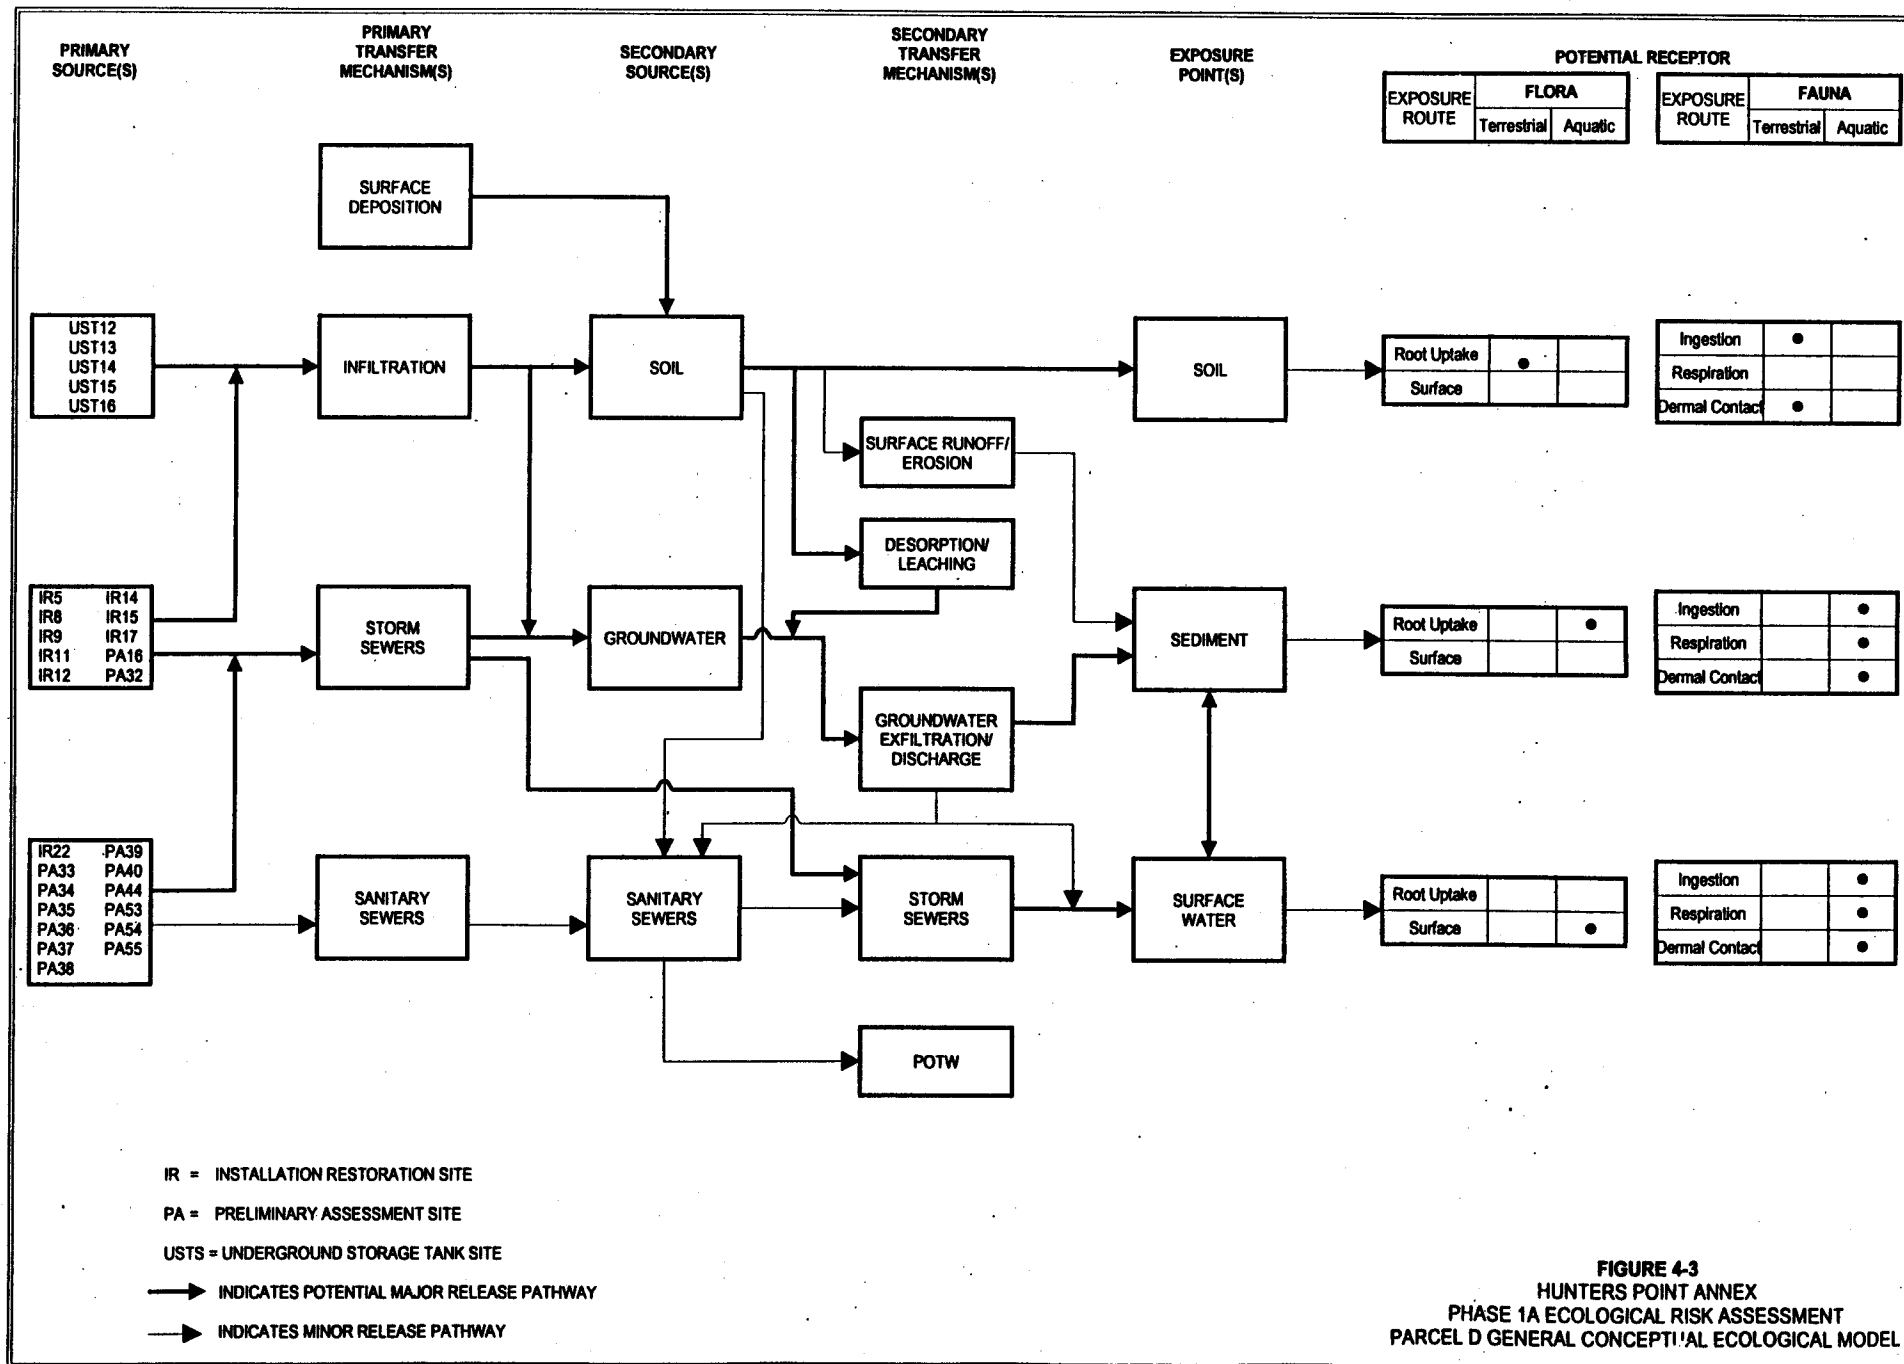 PRIMARY
SOURCE(S)
PRIMARY
TRANSFER
MECHANISM(S)
SECONDARY
SOURCE(S)
SECONDARY
TRANSFER
MECHANISM(S)
EXPOSURE
POINT(S)
POTENTIAL RECEPTOR
EXPOSURE
ROUTE
FLORA
Terrestrial Aquatic
EXPOSURE
ROUTE
FAUNA
Terrestrial Aquatic
SURFACE
DEPOSITION
UST12
UST13
UST14
UST15
UST16
INFILTRATION
SOIL
SOIL
Root Uptake
Surface
Ingestion
Respiration
Dermal Contact
SURFACE RUNOFF/
EROSION
DESORPTION/
LEACHING
IR5 IR14
IR8 IR15
IR9 IR17
IR11 PA16
IR12 PA32
STORM
SEWERS
GROUNDWATER
GROUNDWATER
EXFILTRATION/
DISCHARGE
SEDIMENT
Root Uptake
Surface
Ingestion
Respiration
Dermal Contact
IR22 PA39
PA33 PA40
PA34 PA44
PA35 PA53
PA36 PA54
PA37 PA55
PA38
SANITARY
SEWERS
SANITARY
SEWERS
STORM
SEWERS
SURFACE
WATER
Root Uptake
Surface
Ingestion
Respiration
Dermal Contact
POTW
IR = INSTALLATION RESTORATION SITE
PA = PRELIMINARY ASSESSMENT SITE
USTS = UNDERGROUND STORAGE TANK SITE
INDICATES POTENTIAL MAJOR RELEASE PATHWAY
INDICATES MINOR RELEASE PATHWAY
FIGURE 4-3
HUNTERS POINT ANNEX
PHASE 1A ECOLOGICAL RISK ASSESSMENT
PARCEL D GENERAL CONCEPTUAL ECOLOGICAL MODEL